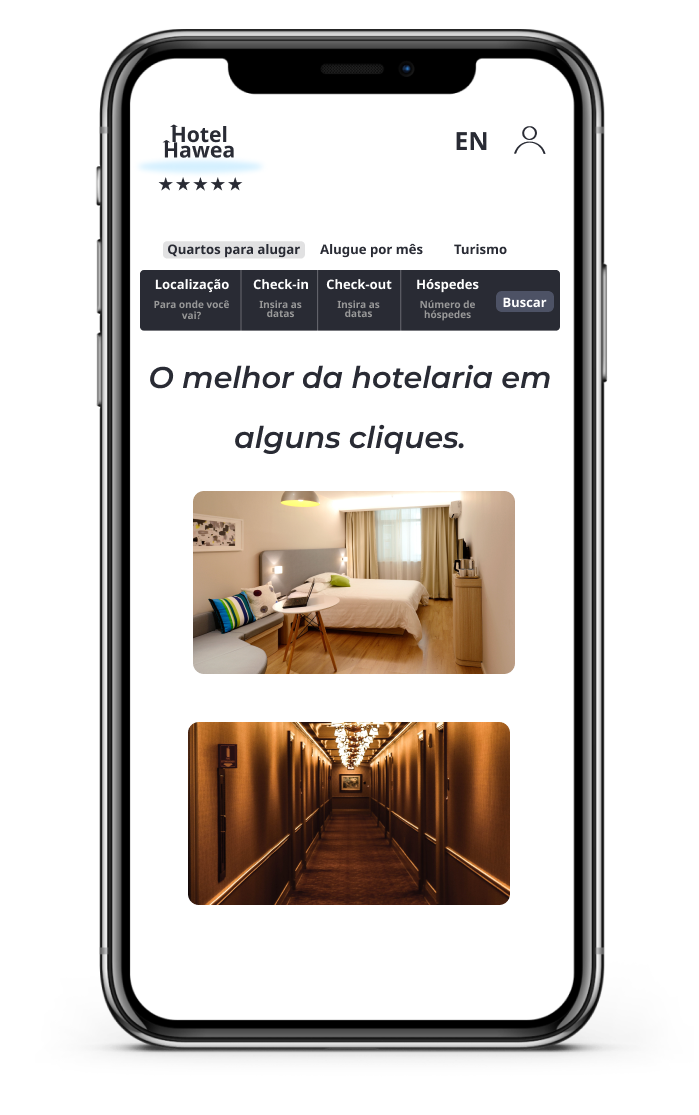 Hotel
Hawea
★★★★★
EN
Quartos para alugar Alugue por mês Turismo
Localização Check-in Check-out Hóspedes
Para onde você vai? Insira as datas Insira as datas Número de hóspedes
Buscar
O melhor da hotelaria em
alguns cliques.